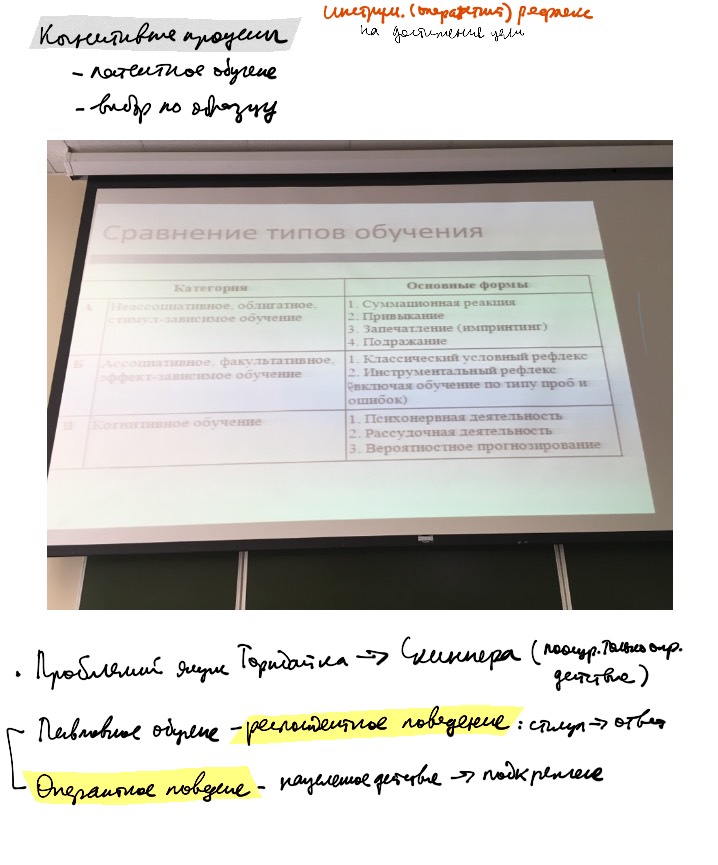 Инструм. (оперантный) рефлекс
на достижение цели
Когнитивные процессы
- латентное обучение
- выбор по образцу
Сравнение типов обучения
Категория
Основные формы
А
Неассоциативное, облигатное,
стимул-зависимое обучение
1. Суммационная реакция
2. Привыкание
3. Запечатление (импринтинг)
4. Подражание
Б
Ассоциативное, факультативное,
эффект-зависимое обучение
1. Классический условный рефлекс
2. Инструментальный рефлекс
(включая обучение по типу проб и
ошибок)
В
Когнитивное обучение
1. Психонервная деятельность
2. Рассудочная деятельность
3. Вероятностное прогнозирование
• Проблемный ящик Торндайка → Скиннера (поощр. только опр.
действие)
обучение - респондентное поведение: стимул → ответ
Оперантное поведение - нацеленное действие → подкрепление